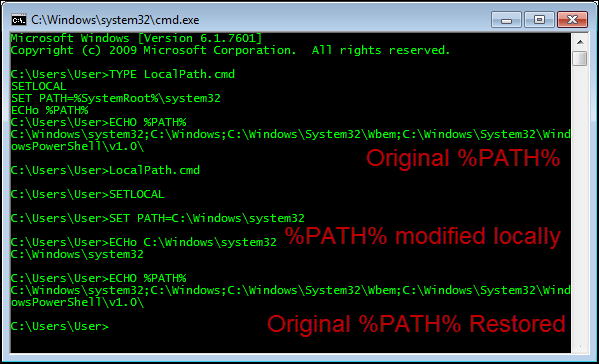 C:\Windows\system32\cmd.exe
Microsoft Windows [Version 6.1.7601]
Copyright (c) 2009 Microsoft Corporation.  All rights reserved.
C:\Users\User>TYPE LocalPath.cmd
SETLOCAL
SET PATH=%SystemRoot%\system32
ECHo %PATH%
C:\Users\User>ECHO %PATH%
C:\Windows\system32;C:\Windows;C:\Windows\System32\Wbem;C:\Windows\System32\Wind
owsPowerShell\v1.0\
Original %PATH%
C:\Users\User>LocalPath.cmd
C:\Users\User>SETLOCAL
C:\Users\User>SET PATH=C:\Windows\system32
C:\Users\User>ECHo C:\Windows\system32
%PATH% modified locally
C:\Windows\system32
C:\Users\User>ECHO %PATH%
C:\Windows\system32;C:\Windows;C:\Windows\System32\Wbem;C:\Windows\System32\Wind
owsPowerShell\v1.0\
Original %PATH% Restored
C:\Users\User>